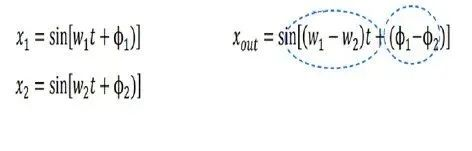 x₁ = sin[w₁t + ϕ₁)]
x_out = sin[(w₁ − w₂)t + (ϕ₁−ϕ₂)]
x₂ = sin[w₂t + ϕ₂)]